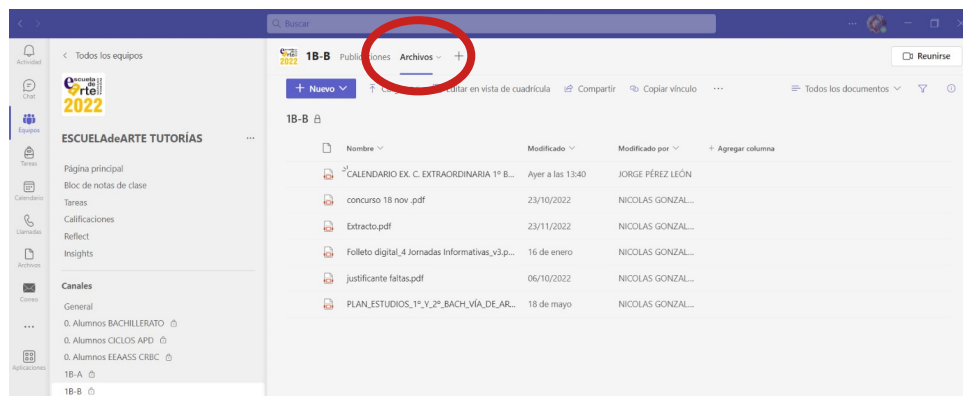 Buscar
Actividad
Chat
Equipos
Tareas
Calendario
Llamadas
Archivos
Correo
Aplicaciones
Todos los equipos
escuela de arte 2022
ESCUELAdeARTE TUTORÍAS
Página principal
Bloc de notas de clase
Tareas
Calificaciones
Reflect
Insights
Canales
General
0. Alumnos BACHILLERATO
0. Alumnos CICLOS APD
0. Alumnos EEAASS CRBC
1B-A
1B-B
2022 1B-B Publicaciones Archivos + Reunirse
+ Nuevo Editar en vista de cuadrícula Compartir Copiar vínculo ... Todos los documentos
1B-B
Nombre Modificado Modificado por + Agregar columna
CALENDARIO EX. C. EXTRAORDINARIA 1º B... Ayer a las 13:40 JORGE PÉREZ LEÓN
concurso 18 nov .pdf 23/10/2022 NICOLAS GONZAL...
Extracto.pdf 23/11/2022 NICOLAS GONZAL...
Folleto digital_4 Jornadas Informativas_v3.p... 16 de enero NICOLAS GONZAL...
justificante faltas.pdf 06/10/2022 NICOLAS GONZAL...
PLAN_ESTUDIOS_1º_Y_2º_BACH_VÍA_DE_AR... 18 de mayo NICOLAS GONZAL...